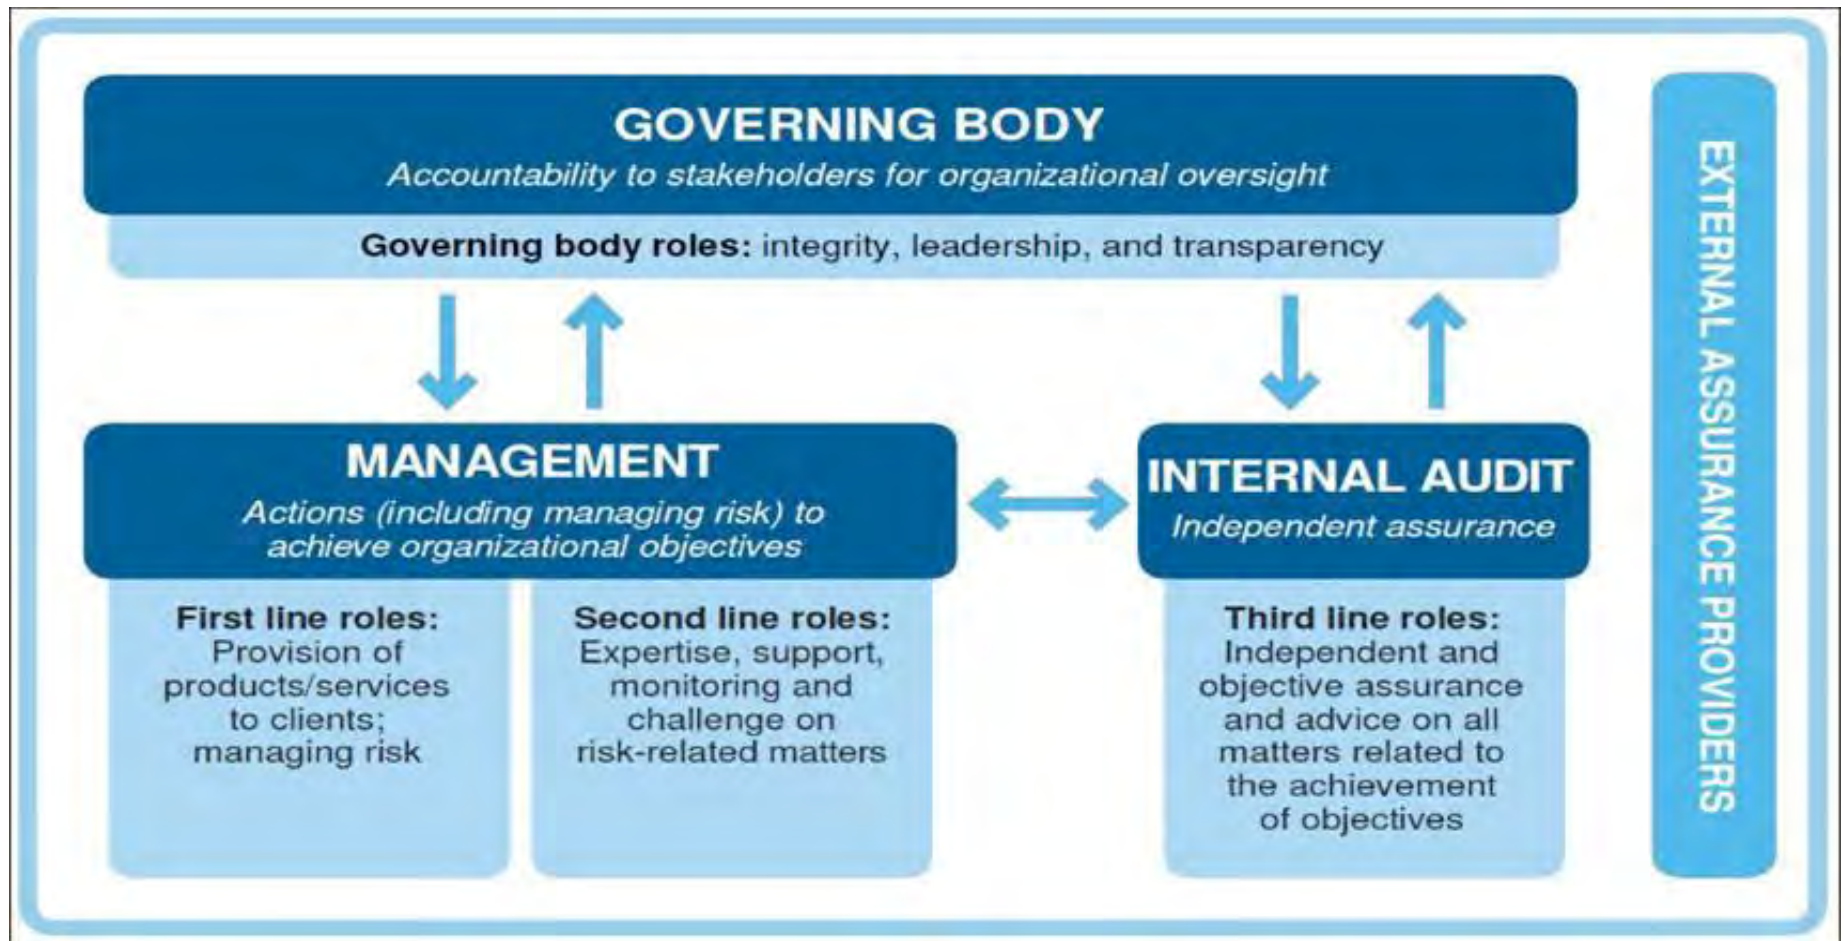 GOVERNING BODY
Accountability to stakeholders for organizational oversight
Governing body roles: integrity, leadership, and transparency
MANAGEMENT
Actions (including managing risk) to
achieve organizational objectives
First line roles:
Provision of
products/services
to clients;
managing risk
Second line roles:
Expertise, support,
monitoring and
challenge on
risk-related matters
INTERNAL AUDIT
Independent assurance
Third line roles:
Independent and
objective assurance
and advice on all
matters related to
the achievement
of objectives
EXTERNAL ASSURANCE PROVIDERS